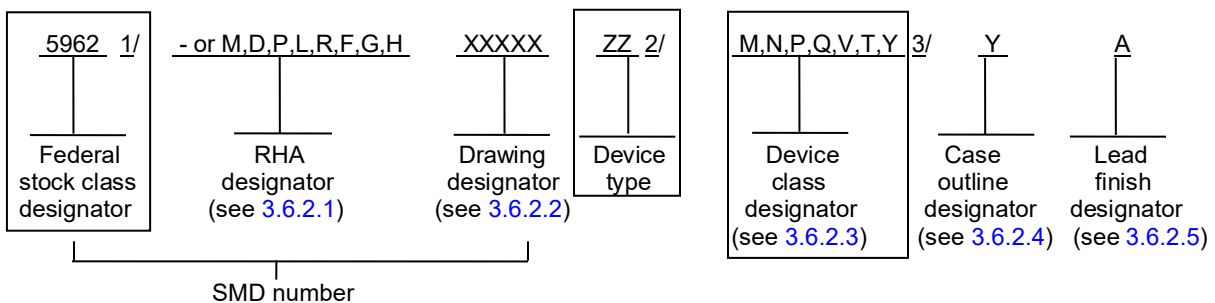 5962 1/ - or M,D,P,L,R,F,G,H XXXXX ZZ 2/ M,N,P,Q,V,T,Y 3/ Y A
Federal stock class designator
RHA designator (see 3.6.2.1)
Drawing designator (see 3.6.2.2)
Device type
Device class designator (see 3.6.2.3)
Case outline designator (see 3.6.2.4)
Lead finish designator (see 3.6.2.5)
SMD number